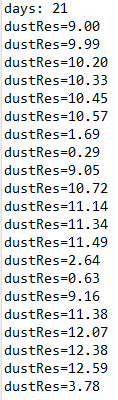 days: 21
dustRes=9.00
dustRes=9.99
dustRes=10.20
dustRes=10.33
dustRes=10.45
dustRes=10.57
dustRes=1.69
dustRes=0.29
dustRes=9.05
dustRes=10.72
dustRes=11.14
dustRes=11.34
dustRes=11.49
dustRes=2.64
dustRes=0.63
dustRes=9.16
dustRes=11.38
dustRes=12.07
dustRes=12.38
dustRes=12.59
dustRes=3.78